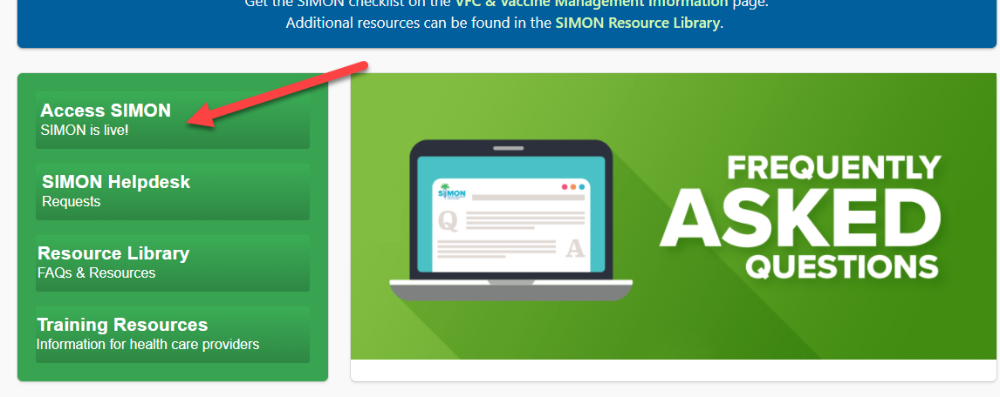 Get the SIMON checklist on the VFC & Vaccine Management Information page.
Additional resources can be found in the SIMON Resource Library.
Access SIMON
SIMON is live!
SIMON Helpdesk
Requests
Resource Library
FAQs & Resources
Training Resources
Information for health care providers
SIMON
Q
A
FREQUENTLY
ASKED
QUESTIONS